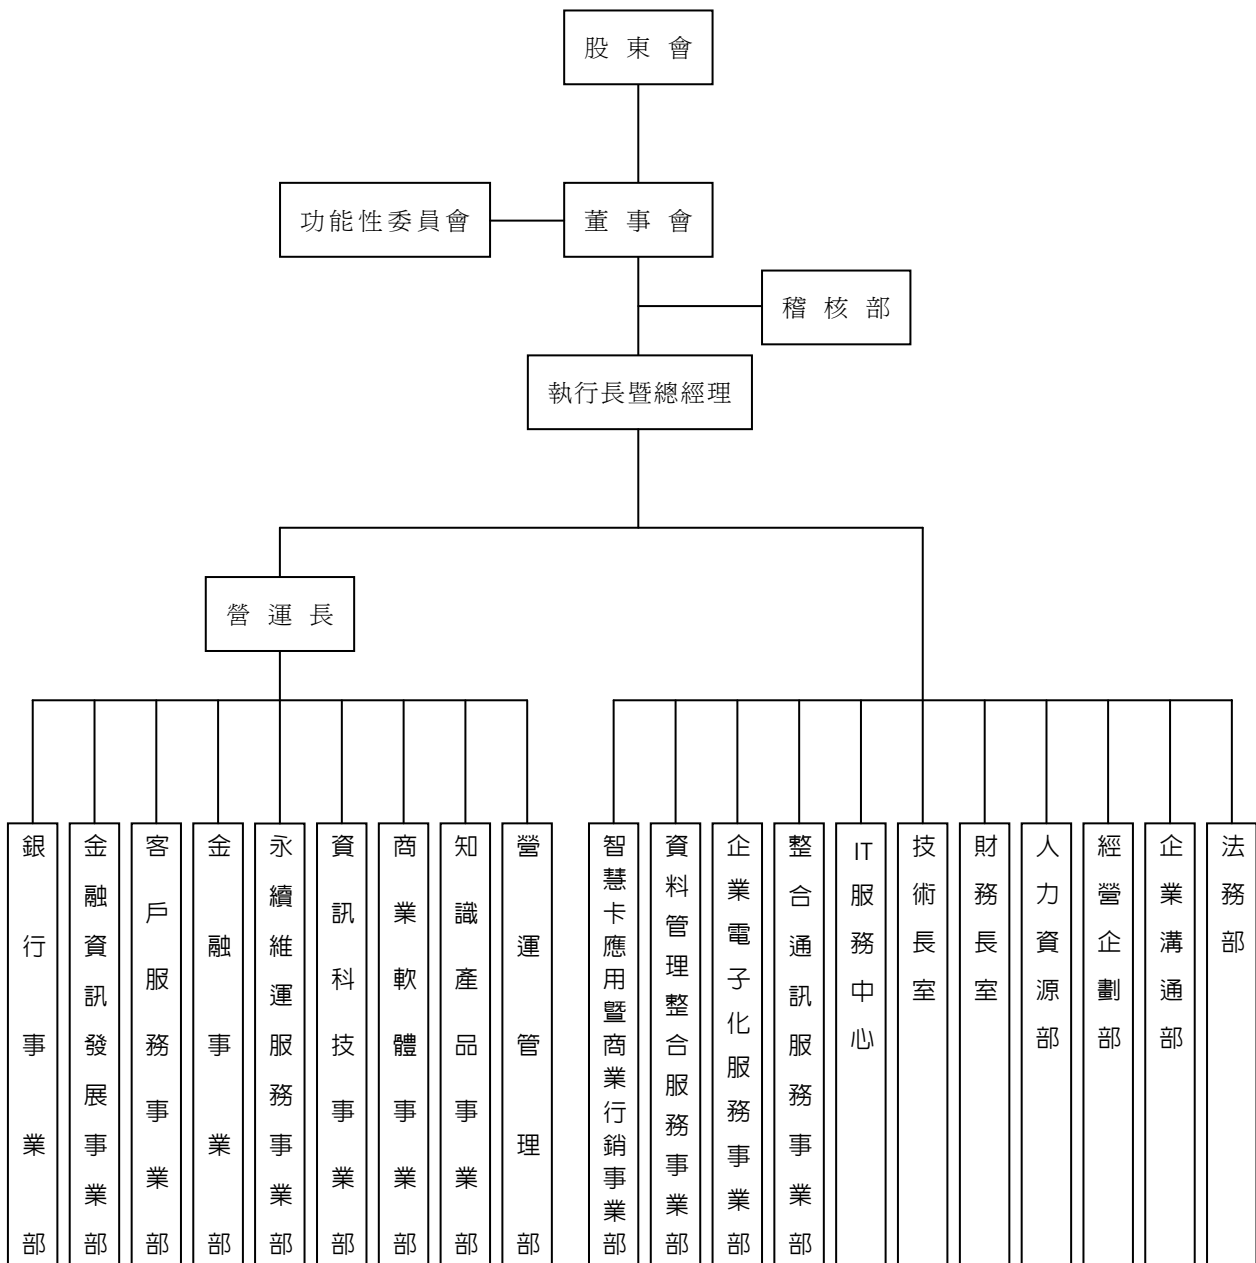 股東會
功能性委員會
董事會
稽核部
執行長暨總經理
營運長
銀行事業部
金融資訊發展事業部
客戶服務事業部
金融事業部
永續維運服務事業部
資訊科技事業部
商業軟體事業部
知識產品事業部
營運管理部
智慧卡應用暨商業行銷事業部
資料管理整合服務事業部
企業電子化服務事業部
整合通訊服務事業部
IT服務中心
技術長室
財務長室
人力資源部
經營企劃部
企業溝通部
法務部